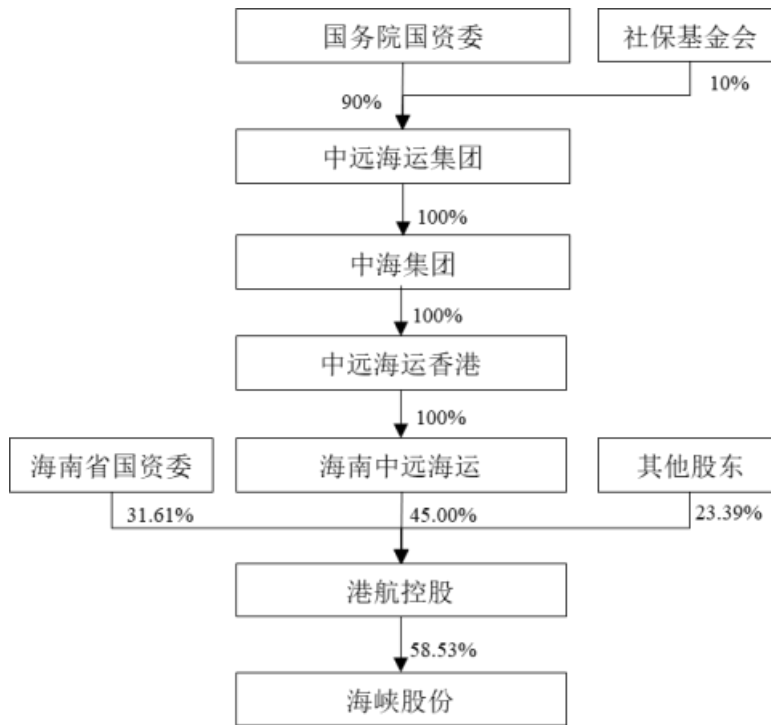 国务院国资委
社保基金会
10%
90%
中远海运集团
100%
中海集团
100%
中远海运香港
100%
海南省国资委
海南中远海运
其他股东
31.61%
45.00%
23.39%
港航控股
58.53%
海峡股份